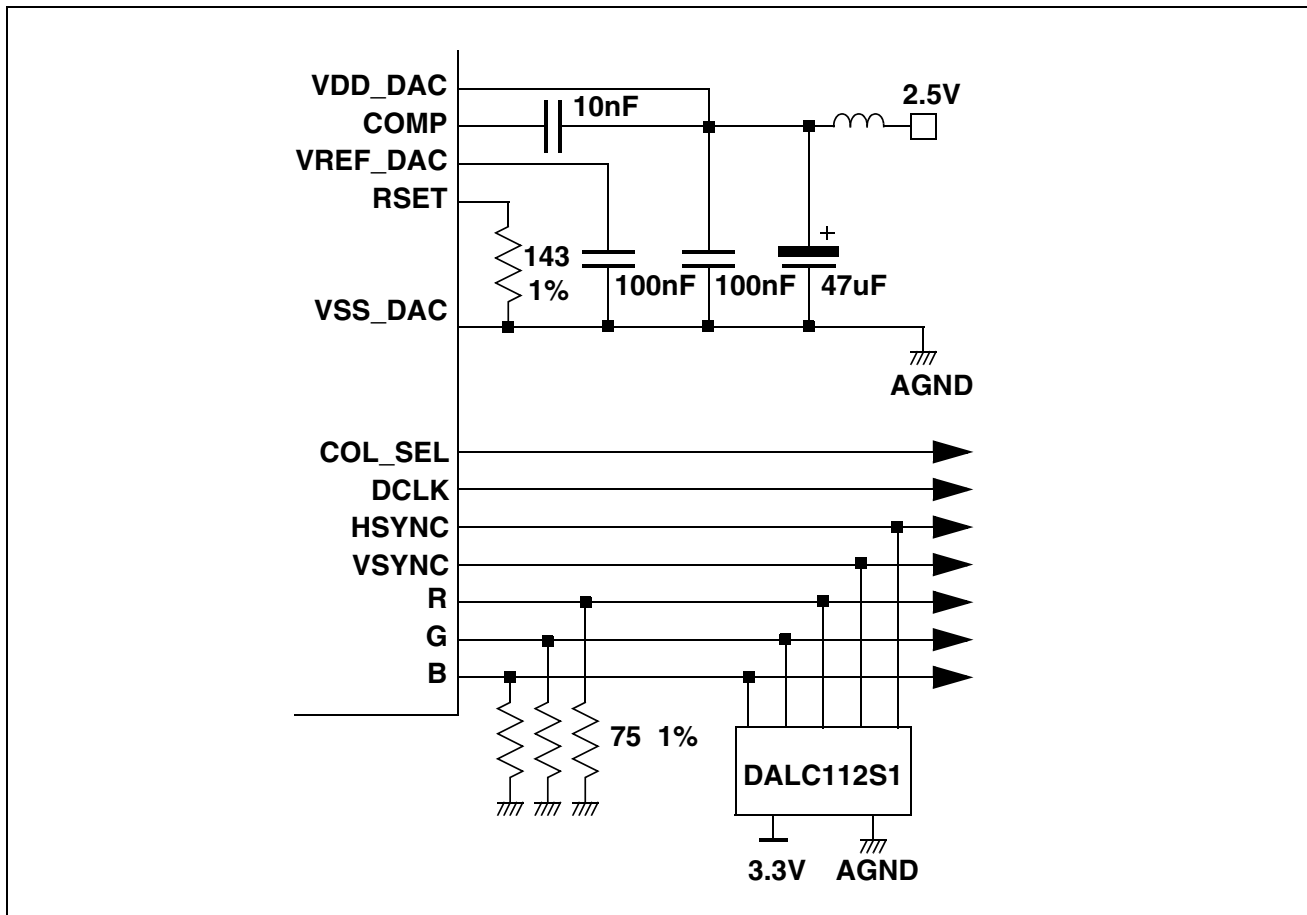 VDD_DAC
2.5V
10nF
COMP
VREF_DAC
RSET
+
143
1%
100nF
100nF
47uF
VSS_DAC
AGND
COL_SEL
DCLK
HSYNC
VSYNC
R
G
B
75 1%
DALC112S1
3.3V
AGND